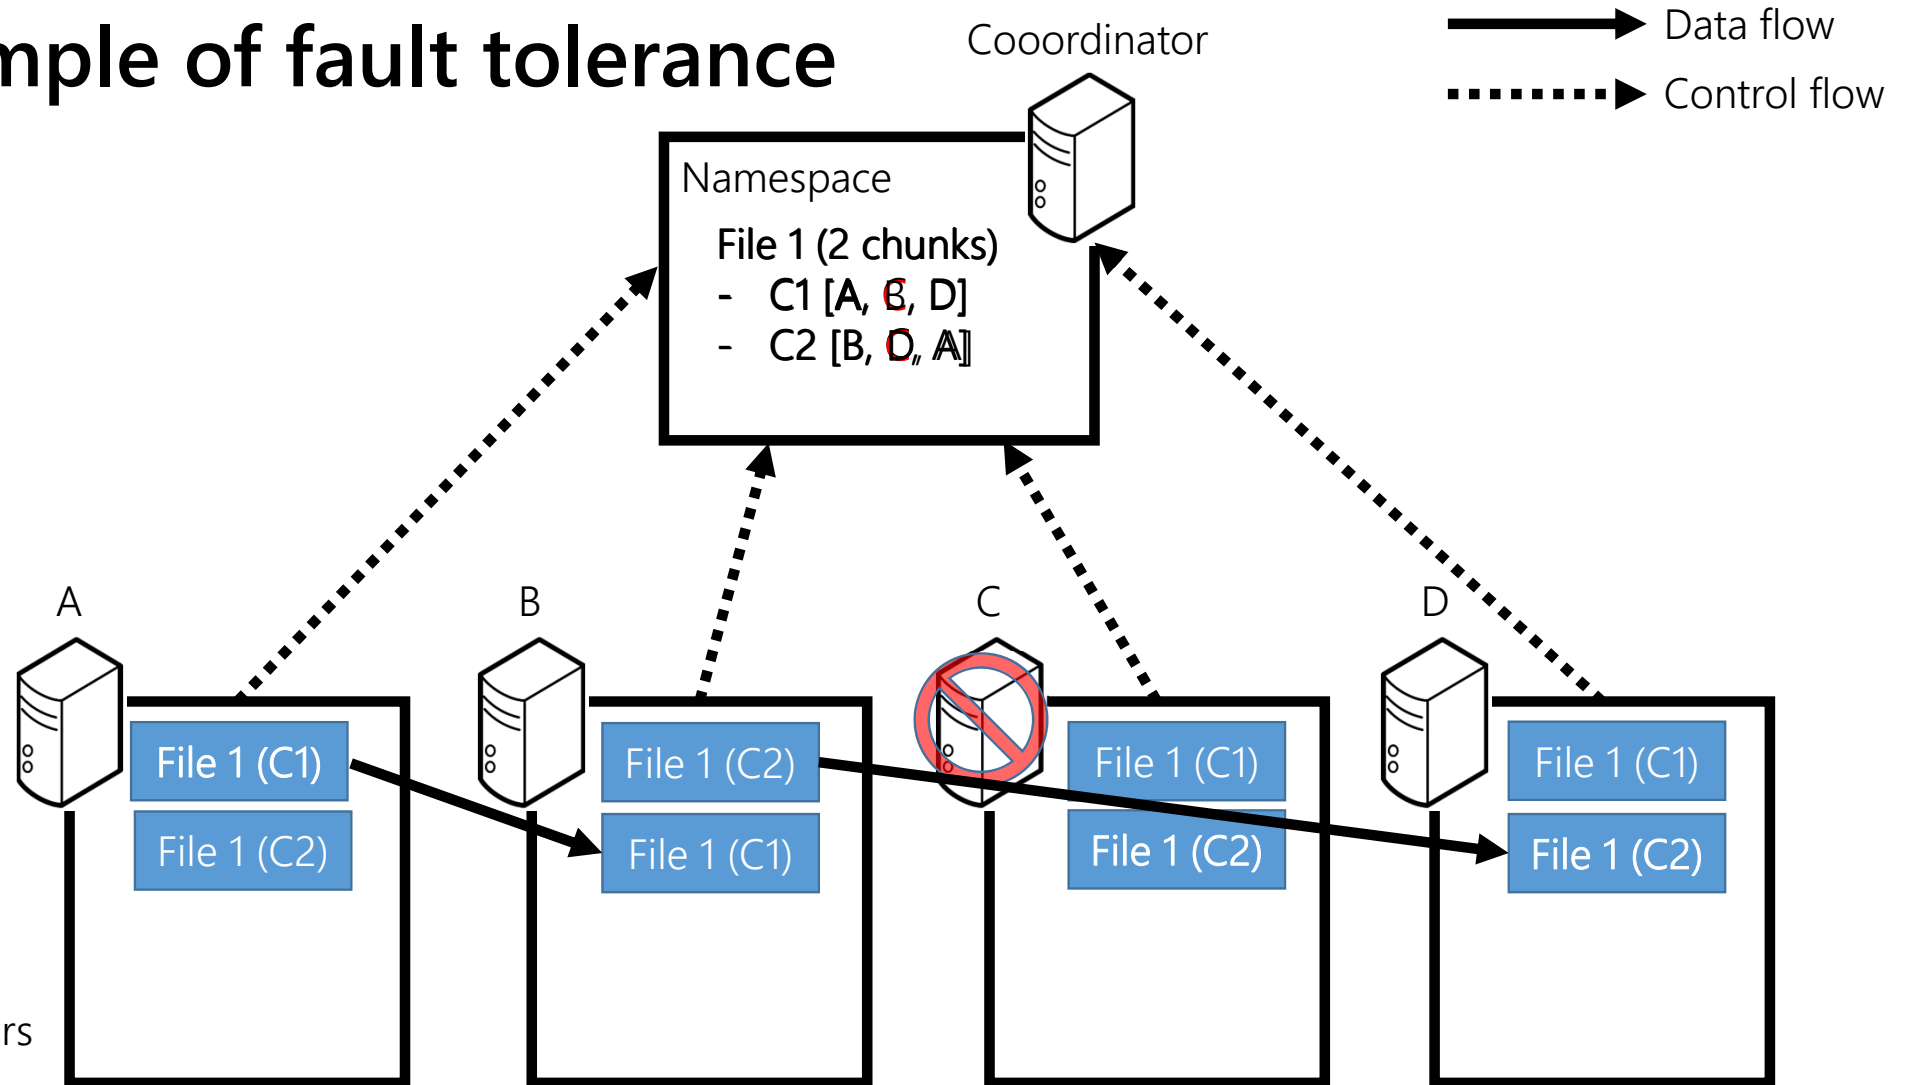 mple of fault tolerance
Cooordinator
Data flow
Control flow
Namespace
File 1 (2 chunks)
- C1 [A, B, D]
- C2 [B, D, A]
A
B
C
D
File 1 (C1)
File 1 (C2)
File 1 (C2)
File 1 (C1)
File 1 (C1)
File 1 (C2)
File 1 (C1)
File 1 (C2)
rs